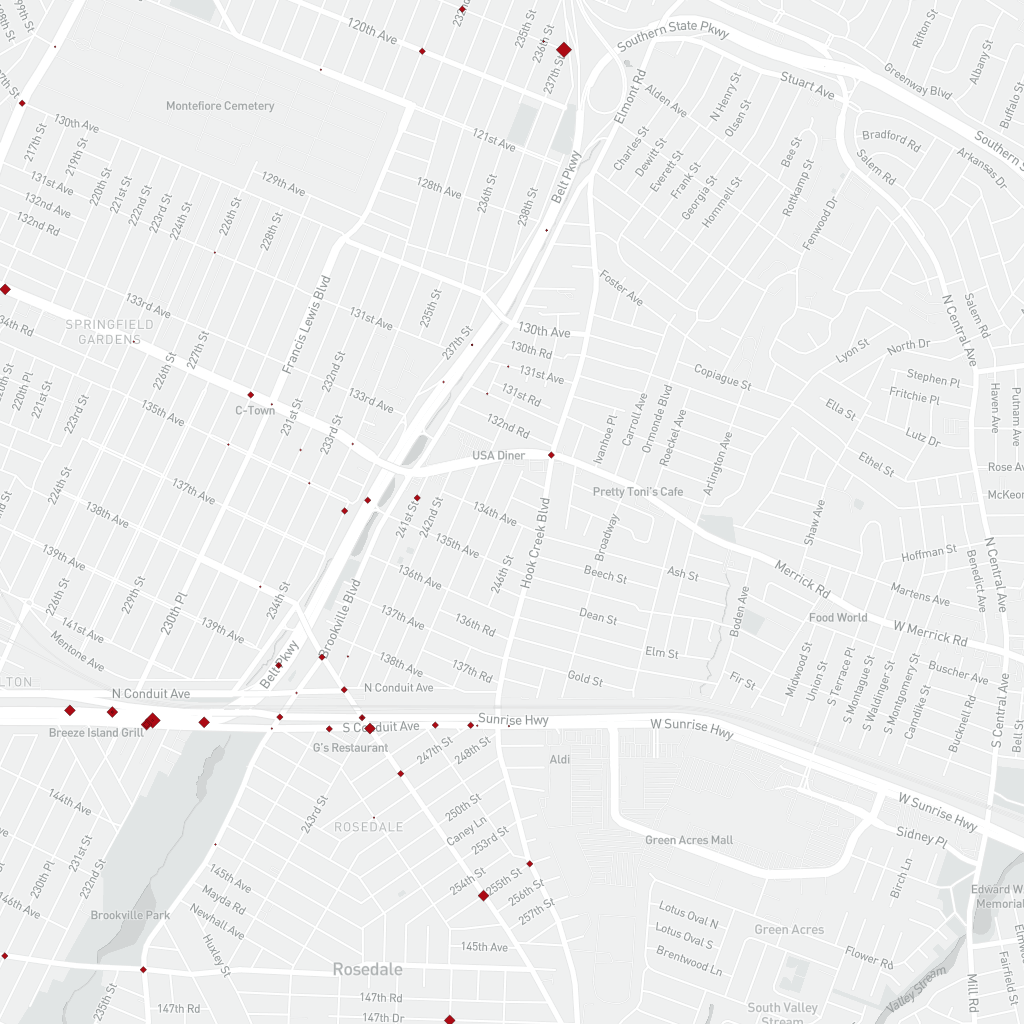 199th St
198th St
120th Ave
235th St
236th St
237th St
Southern State Pkwy
Rifton St
Albany St
Greenway Blvd
Buffalo St
Stuart Ave
Elmont Rd
Alden Ave
N Henry St
Olsen St
Montefiore Cemetery
130th Ave
121st Ave
Charles St
Dewitt St
Everett St
Frank St
Georgia St
Hommelt St
Bee St
Bradford Rd
Salem Rd
Arkansas Dr
217th St
219th St
220th St
221st St
222nd St
223rd St
224th St
226th St
228th St
129th Ave
128th Ave
236th St
238th St
Belt Pkwy
Rottkamp St
Fenwood Dr
131st Ave
132nd Ave
132nd Rd
Foster Ave
133rd Ave
131st Ave
Francis Lewis Blvd
235th St
237th St
130th Ave
130th Rd
131st Ave
131st Rd
132nd Rd
N Central Ave
Salem Rd
North Dr
Lyon St
SPRINGFIELD
GARDENS
227th St
226th St
232nd St
133rd Ave
Copiague St
Stephen Pl
Fritchie Pl
Haven Ave
Putnam Ave
220th Pl
221st St
223rd St
135th Ave
C-Town
231st St
233rd St
Ivanhoe Pl
Carroll Ave
Ormonde Blvd
Roeckel Ave
Arlington Ave
Ella St
Lutz Dr
Ethel St
USA Diner
Pretty Toni's Cafe
224th St
137th Ave
138th Ave
139th Ave
241st St
242nd St
134th Ave
135th Ave
136th Ave
Hook Creek Blvd
246th St
Broadway
Beech St
Ash St
Shaw Ave
Hoffman St
Martens Ave
Benedict Ave
N Central Ave
Merrick Rd
W Merrick Rd
Food World
Boden Ave
226th St
229th St
230th Pl
234th St
139th Ave
141st Ave
Mentone Ave
Brookville Blvd
Belt Pkwy
137th Ave
136th Rd
138th Ave
137th Rd
Dean St
Elm St
Gold St
Fir St
Midwood St
Union St
S Terrace Pl
S Montague St
S Waldinger St
S Montgomery St
Camdike St
Buscher Ave
Bucknell Rd
S Central Ave
Bell St
N Conduit Ave
N Conduit Ave
S Conduit Ave
Sunrise Hwy
W Sunrise Hwy
W Sunrise Hwy
Breeze Island Grill
G's Restaurant
247th St
248th St
Aldi
144th Ave
243rd St
ROSEDALE
250th St
Caney Ln
253rd St
254th St
255th St
256th St
257th St
Green Acres Mall
Sidney Pl
Birch Ln
231st St
232nd St
230th Pl
146th Ave
145th Ave
Mayda Rd
Newhall Ave
Huxley St
Brookville Park
Lotus Oval N
Lotus Oval S
Brentwood Ln
Green Acres
Flower Rd
Valley Stream
Fairfield St
Mill Rd
145th Ave
Rosedale
235th St
147th Rd
147th Rd
147th Dr
South Valley
Stream